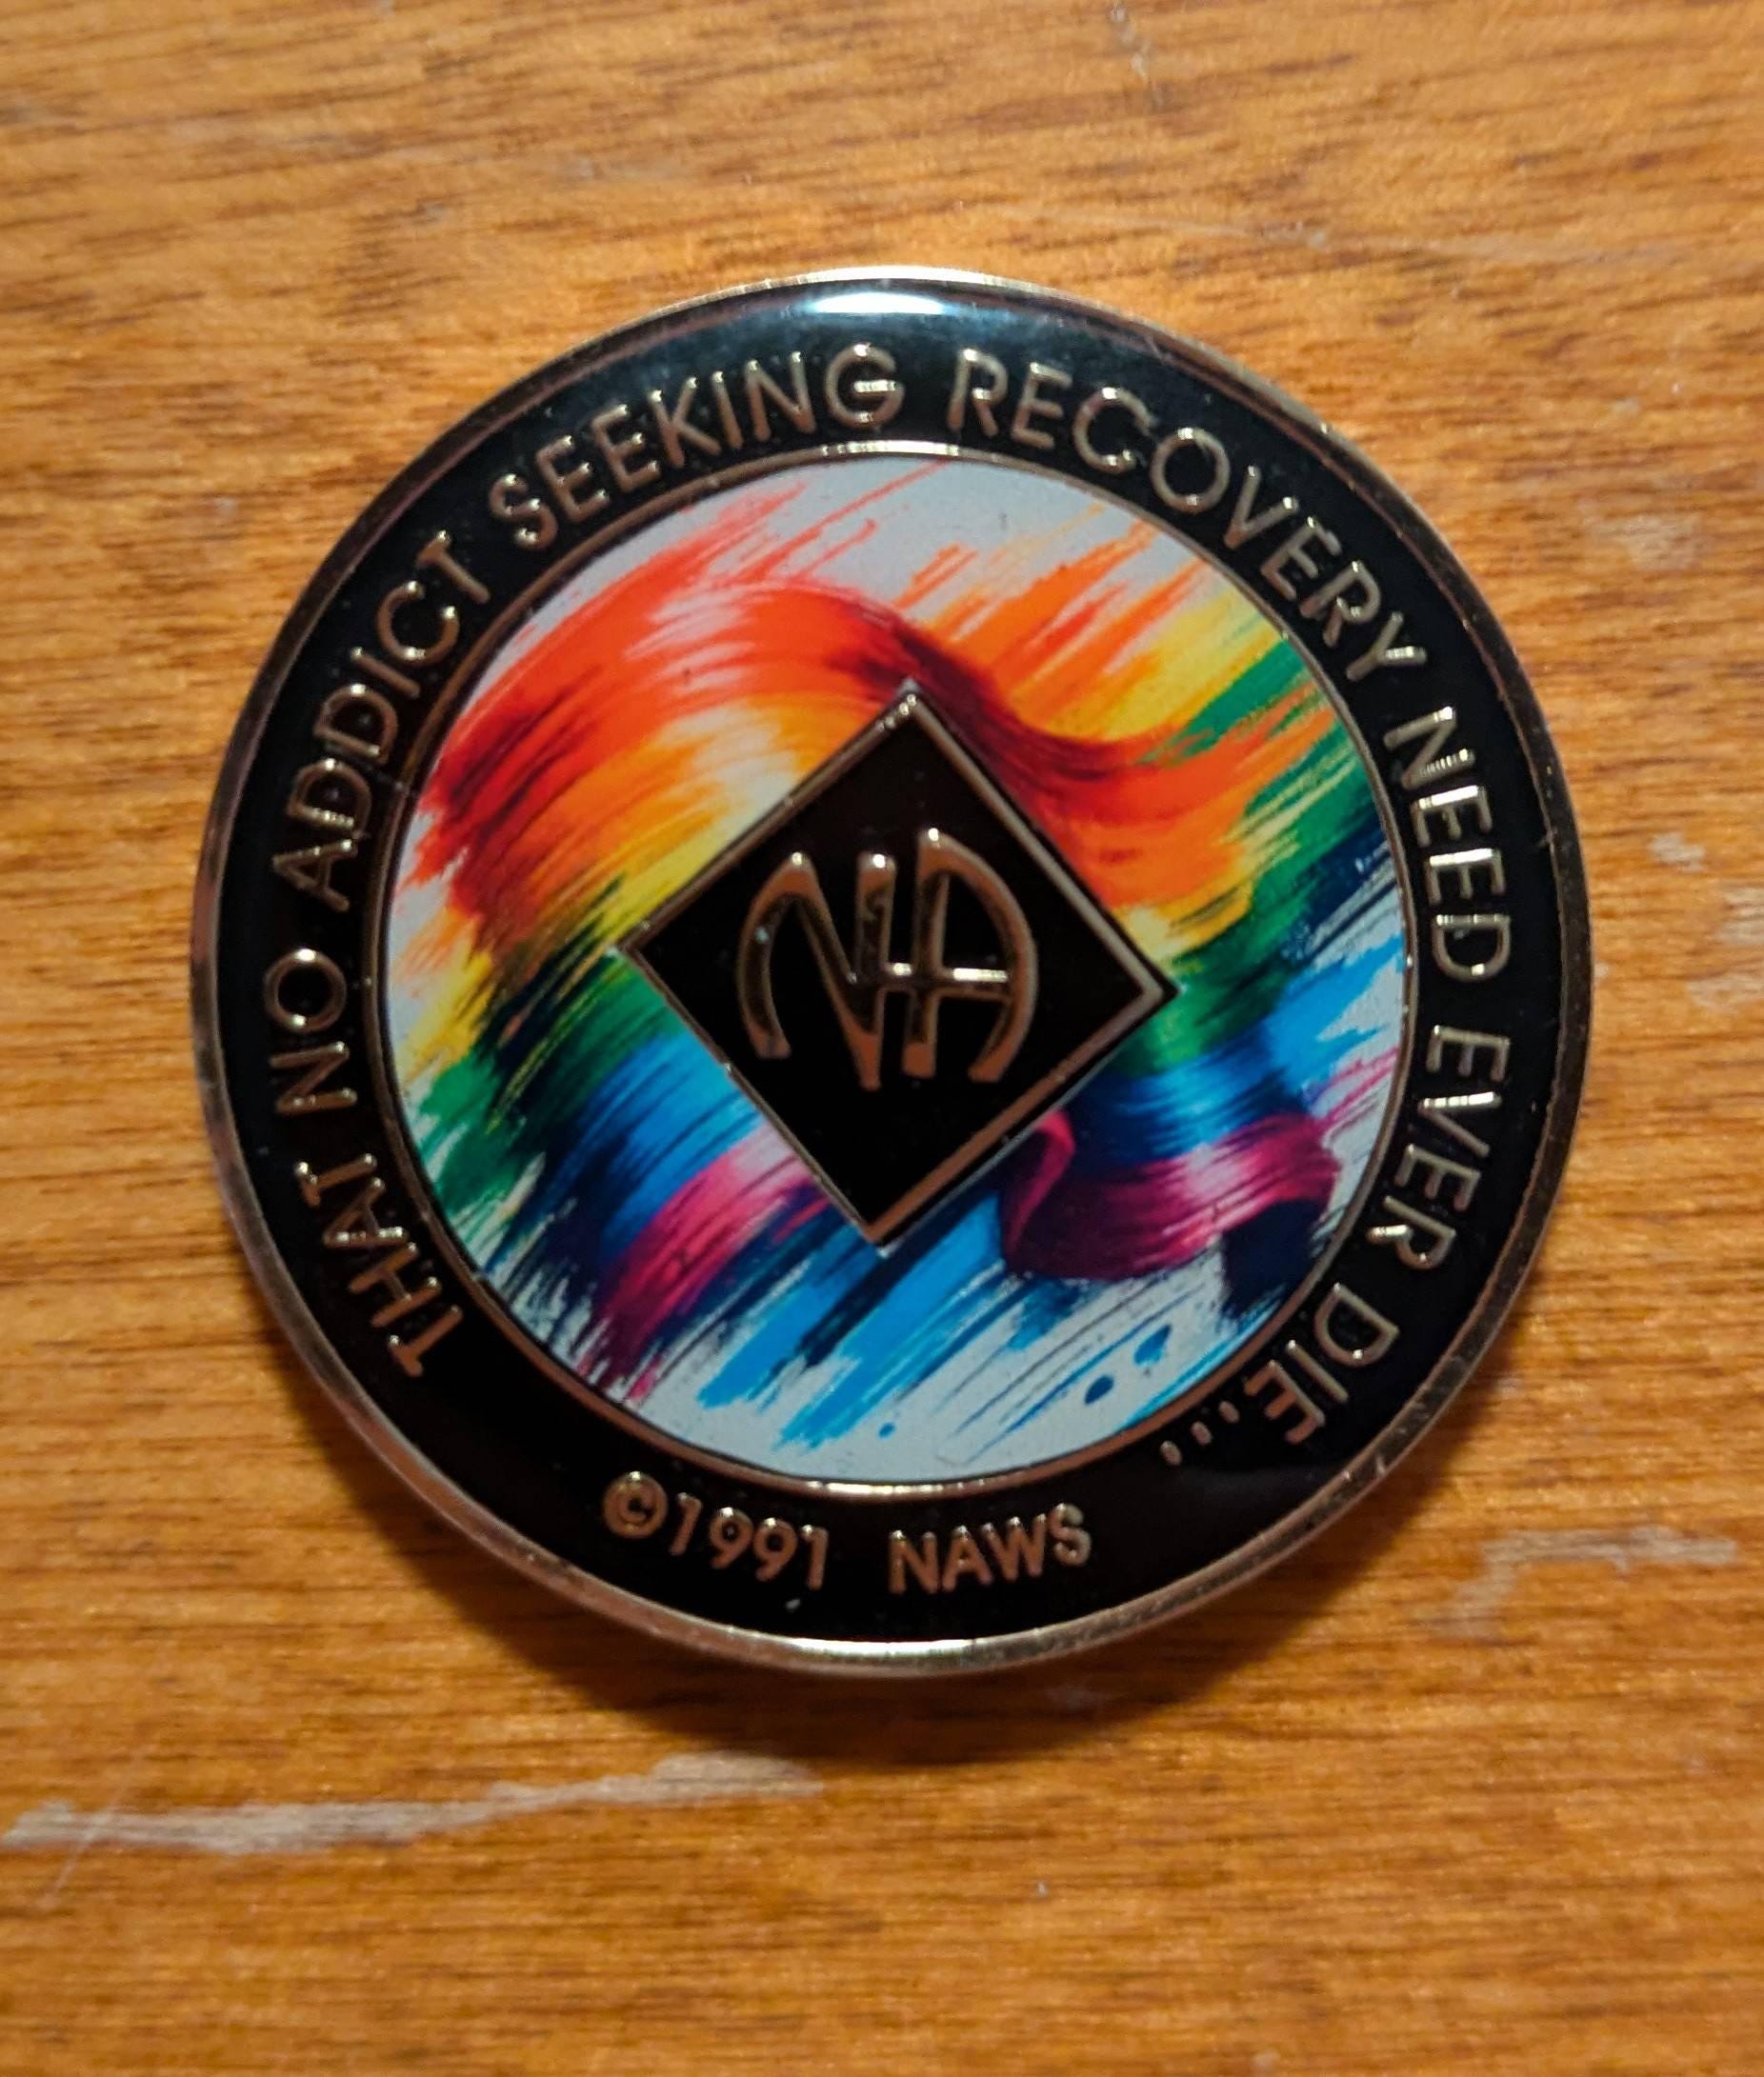 THAT NO ADDICT SEEKING RECOVERY NEED EVER DIE...
NA
©1991 NAWS